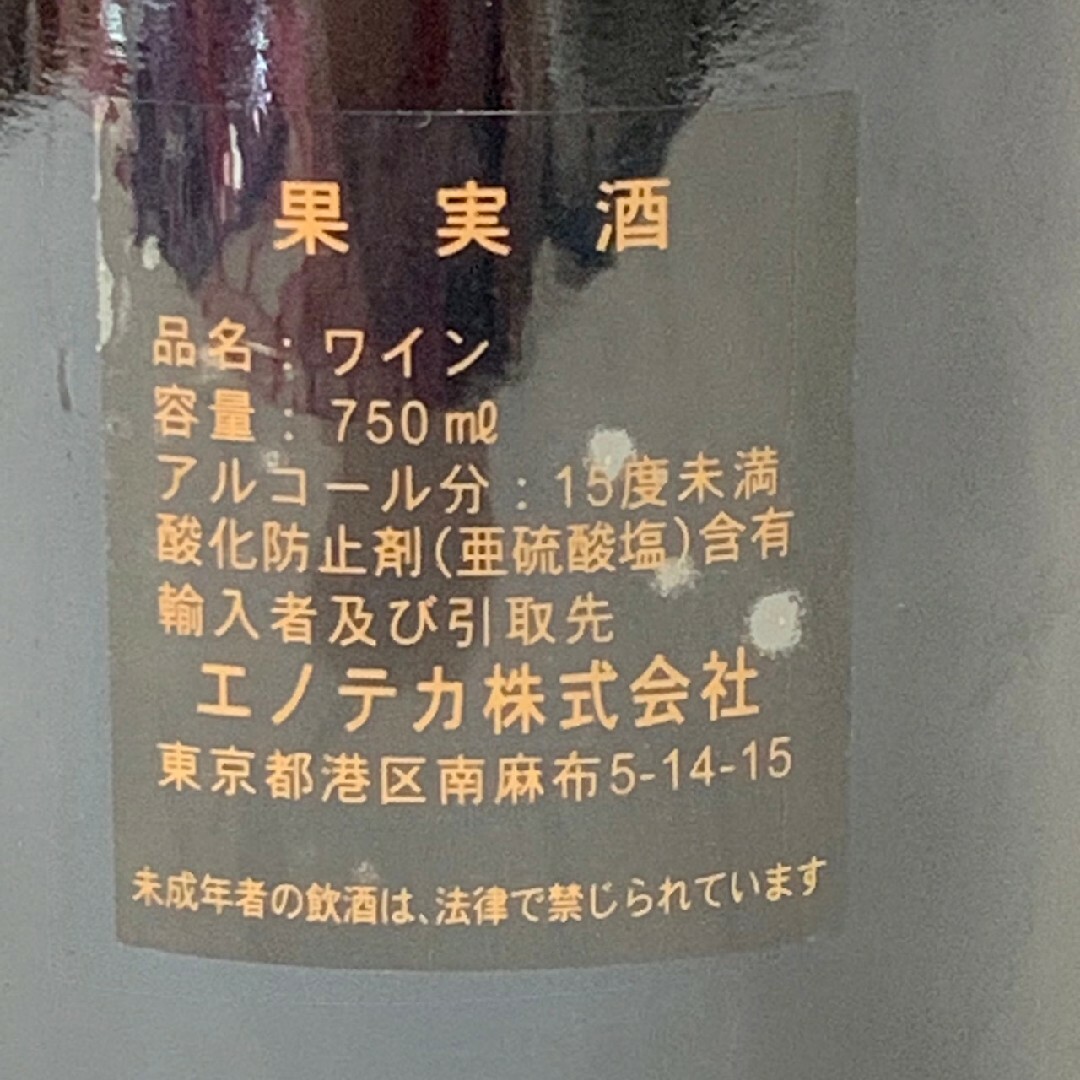 果実酒
品名：ワイン
容量：750㎖
アルコール分：15度未満
酸化防止剤(亜硫酸塩)含有
輸入者及び引取先
エノテカ株式会社
東京都港区南麻布5-14-15
未成年者の飲酒は、法律で禁じられています